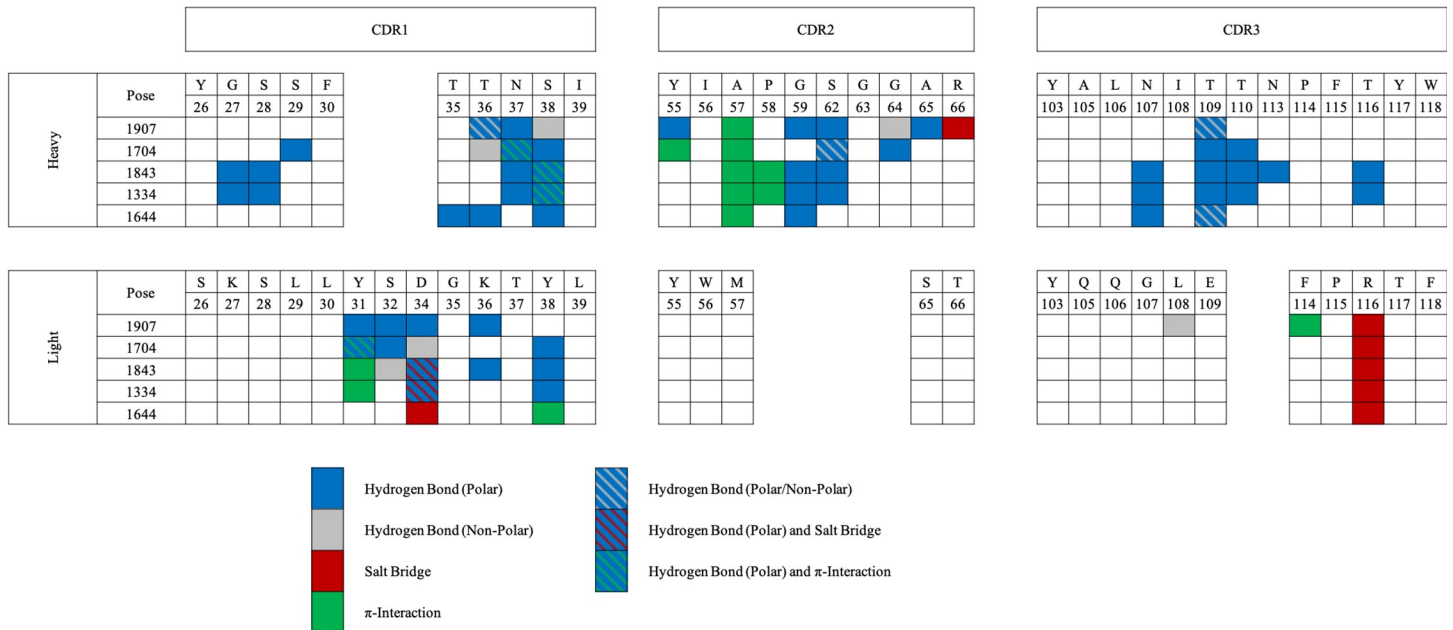 CDR1 CDR2 CDR3
Heavy
Pose Y G S S F T T N S I Y I A P G S G G A R Y A L N I T T N P F T Y W
26 27 28 29 30 35 36 37 38 39 55 56 57 58 59 62 63 64 65 66 103 105 106 107 108 109 110 113 114 115 116 117 118
1907
1704
1843
1334
1644
Light
Pose S K S L L Y S D G K T Y L Y W M S T Y Q Q G L E F P R T F
26 27 28 29 30 31 32 34 35 36 37 38 39 55 56 57 65 66 103 105 106 107 108 109 114 115 116 117 118
1907
1704
1843
1334
1644
Hydrogen Bond (Polar) Hydrogen Bond (Polar/Non-Polar)
Hydrogen Bond (Non-Polar) Hydrogen Bond (Polar) and Salt Bridge
Salt Bridge Hydrogen Bond (Polar) and π-Interaction
π-Interaction